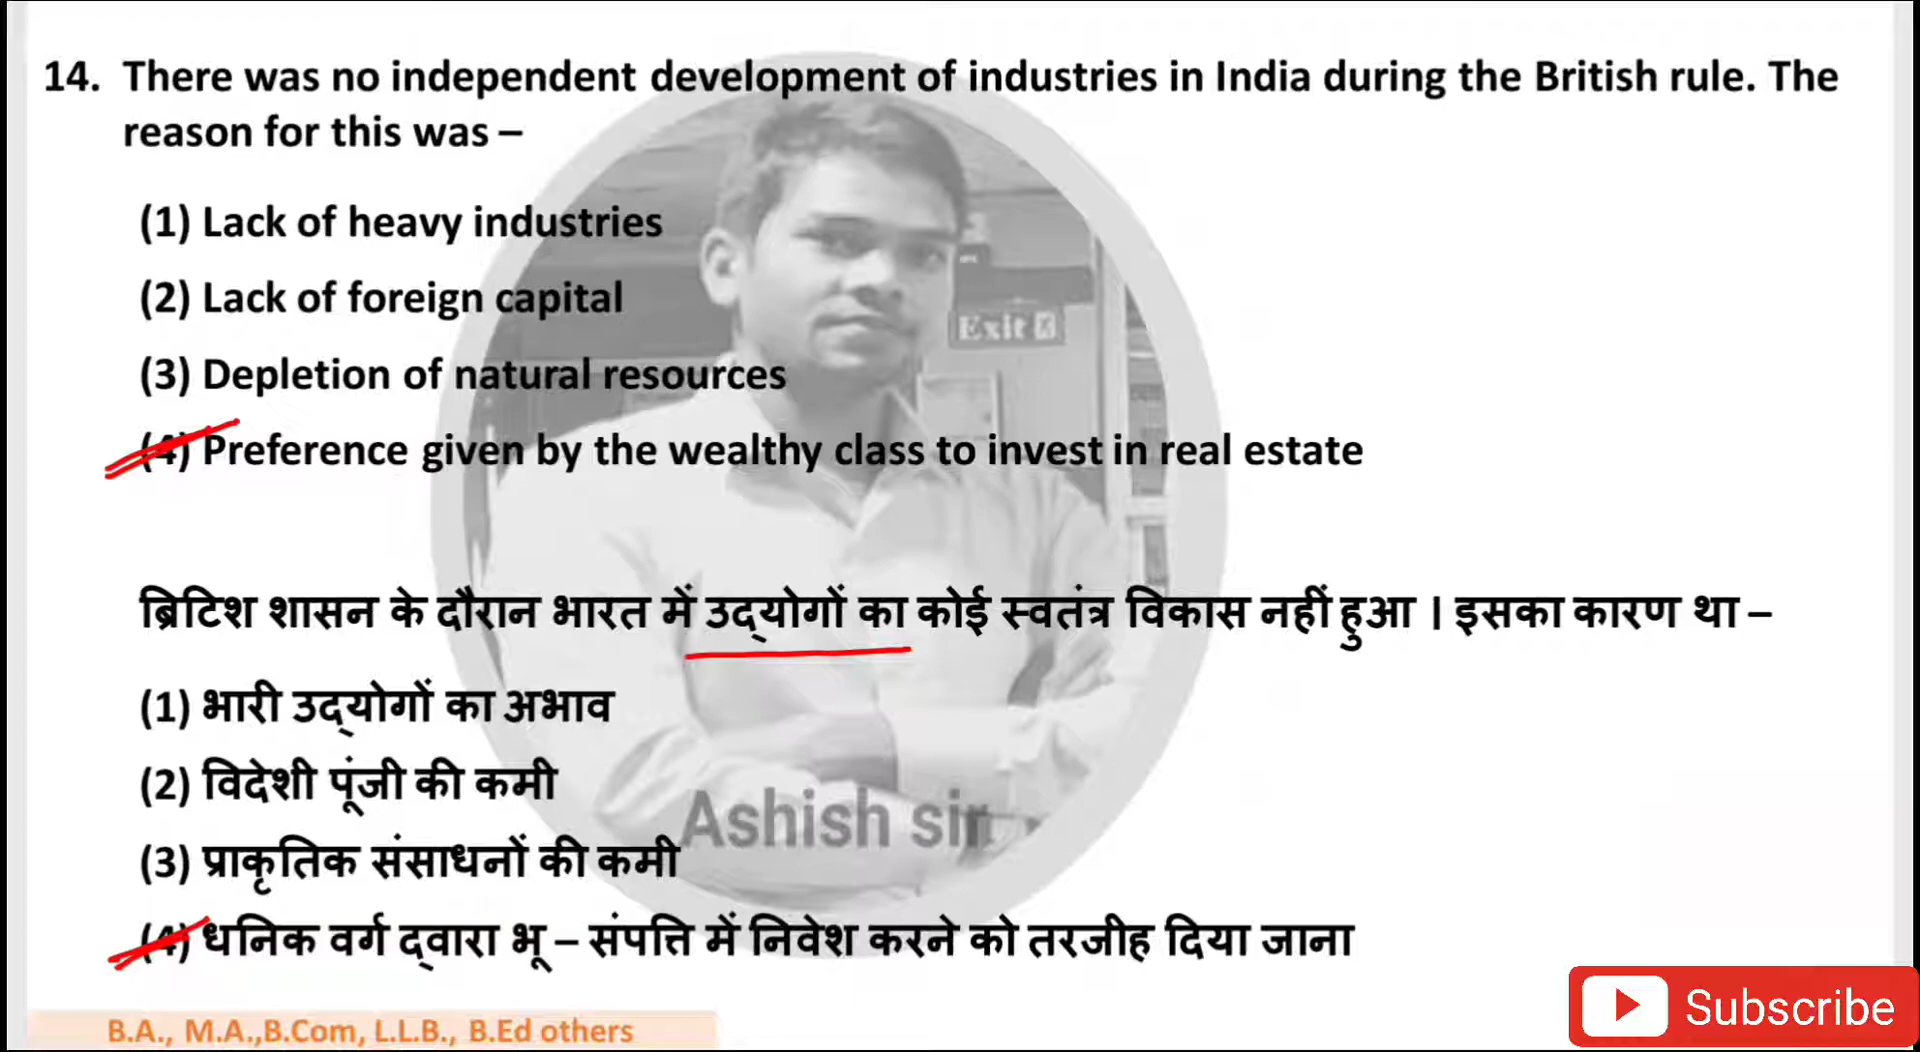 14. There was no independent development of industries in India during the British rule. The
reason for this was –
(1) Lack of heavy industries
Exit
(2) Lack of foreign capital
(3) Depletion of natural resources
(4) Preference given by the wealthy class to invest in real estate
ब्रिटिश शासन के दौरान भारत में उद्योगों का कोई स्वतंत्र विकास नहीं हुआ । इसका कारण था –
(1) भारी उद्योगों का अभाव
(2) विदेशी पूंजी की कमी
Ashish sir
(3) प्राकृतिक संसाधनों की कमी
(4) धनिक वर्ग द्वारा भू – संपत्ति में निवेश करने को तरजीह दिया जाना
Subscribe
B.A., M.A.,B.Com, L.L.B., B.Ed others